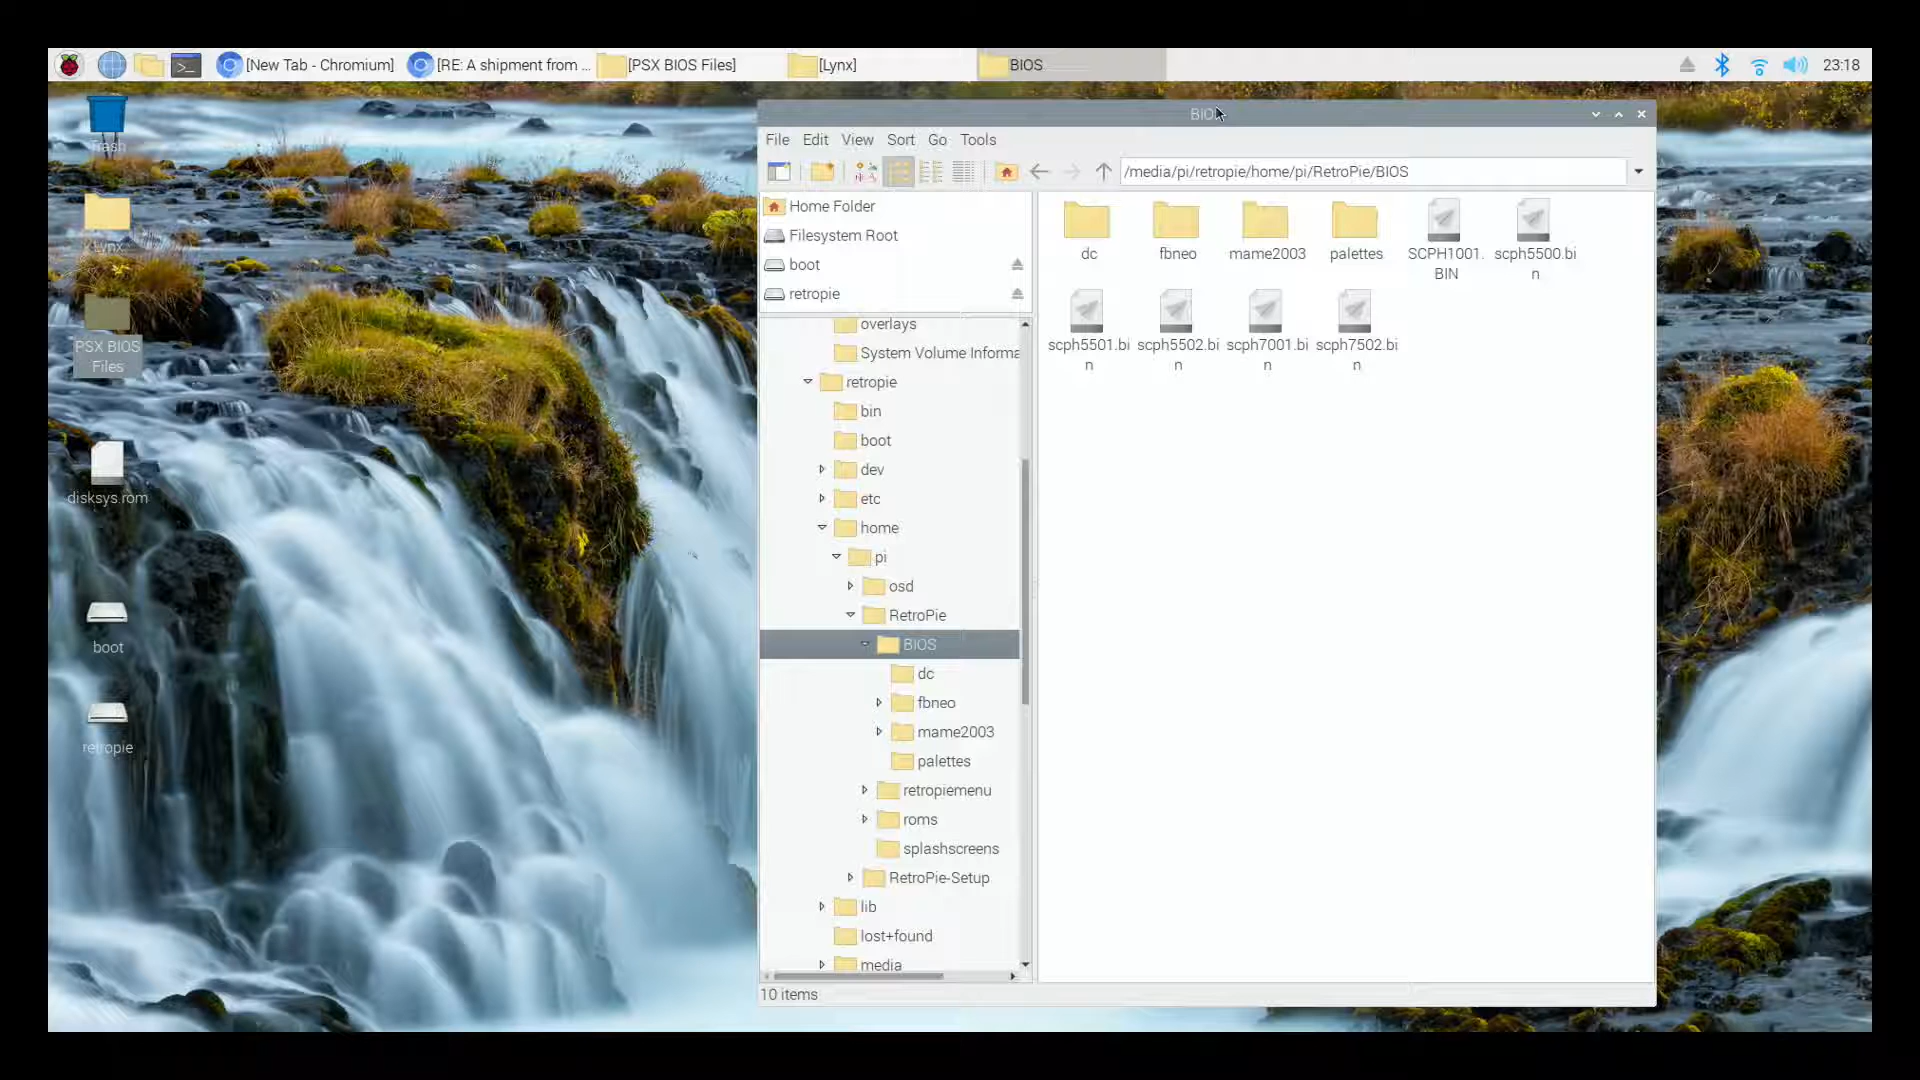 [New Tab - Chromium]
[RE: A shipment from ...
[PSX BIOS Files]
[Lynx]
BIOS
23:18
Trash
Lynx
PSX BIOS
Files
disksys.rom
boot
retropie
File Edit View Sort Go Tools
/media/pi/retropie/home/pi/RetroPie/BIOS
Home Folder
Filesystem Root
boot
retropie
overlays
System Volume Informa
retropie
bin
boot
dev
etc
home
pi
osd
RetroPie
BIOS
dc
fbneo
mame2003
palettes
retropiemenu
roms
splashscreens
RetroPie-Setup
lib
lost+found
media
dc
fbneo
mame2003
palettes
SCPH1001.
BIN
scph5500.bi
n
scph5501.bi
n
scph5502.bi
n
scph7001.bi
n
scph7502.bi
n
10 items